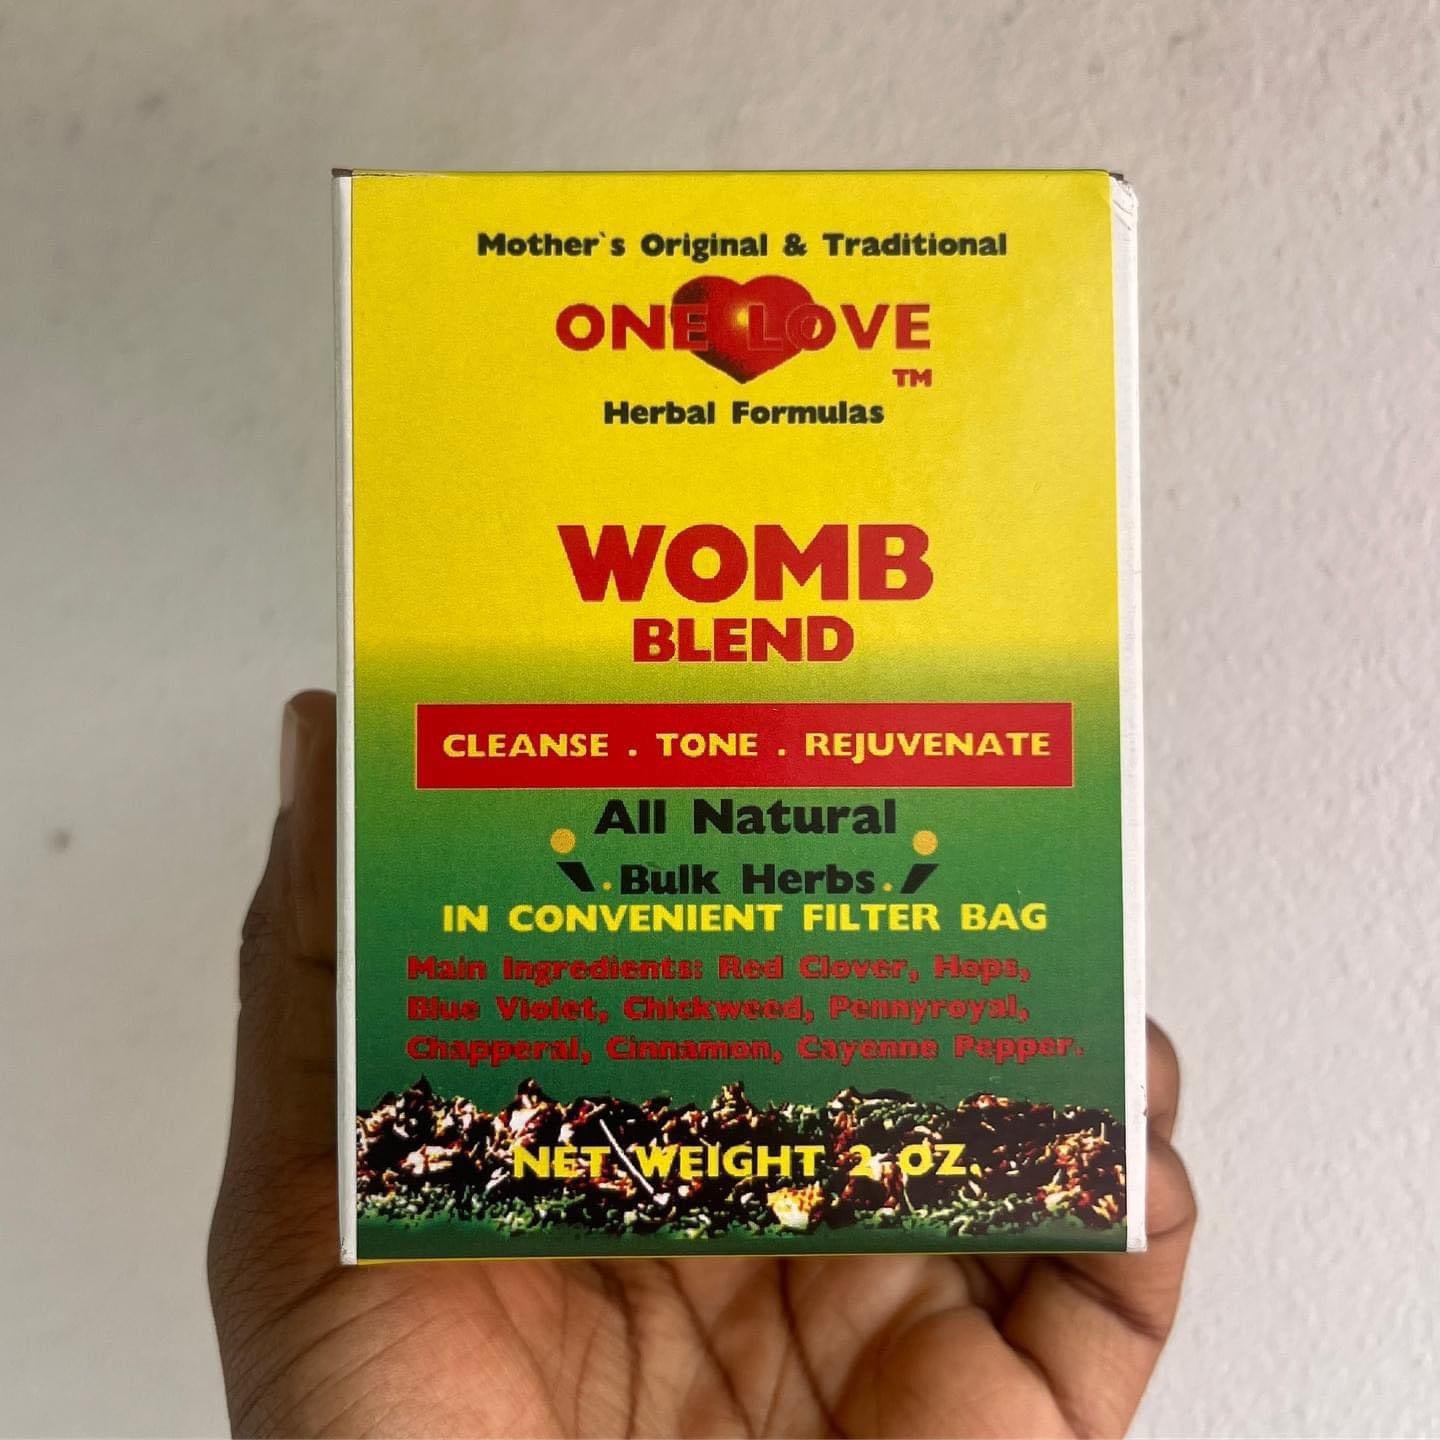 Mother`s Original & Traditional
ONE LOVE
TM
Herbal Formulas
WOMB
BLEND
CLEANSE . TONE . REJUVENATE
All Natural
Bulk Herbs
IN CONVENIENT FILTER BAG
Main Ingredients: Red Clover, Hops,
Blue Violet, Chickweed, Pennyroyal,
Chapperal, Cinnamon, Cayenne Pepper.
NET WEIGHT 2 OZ.